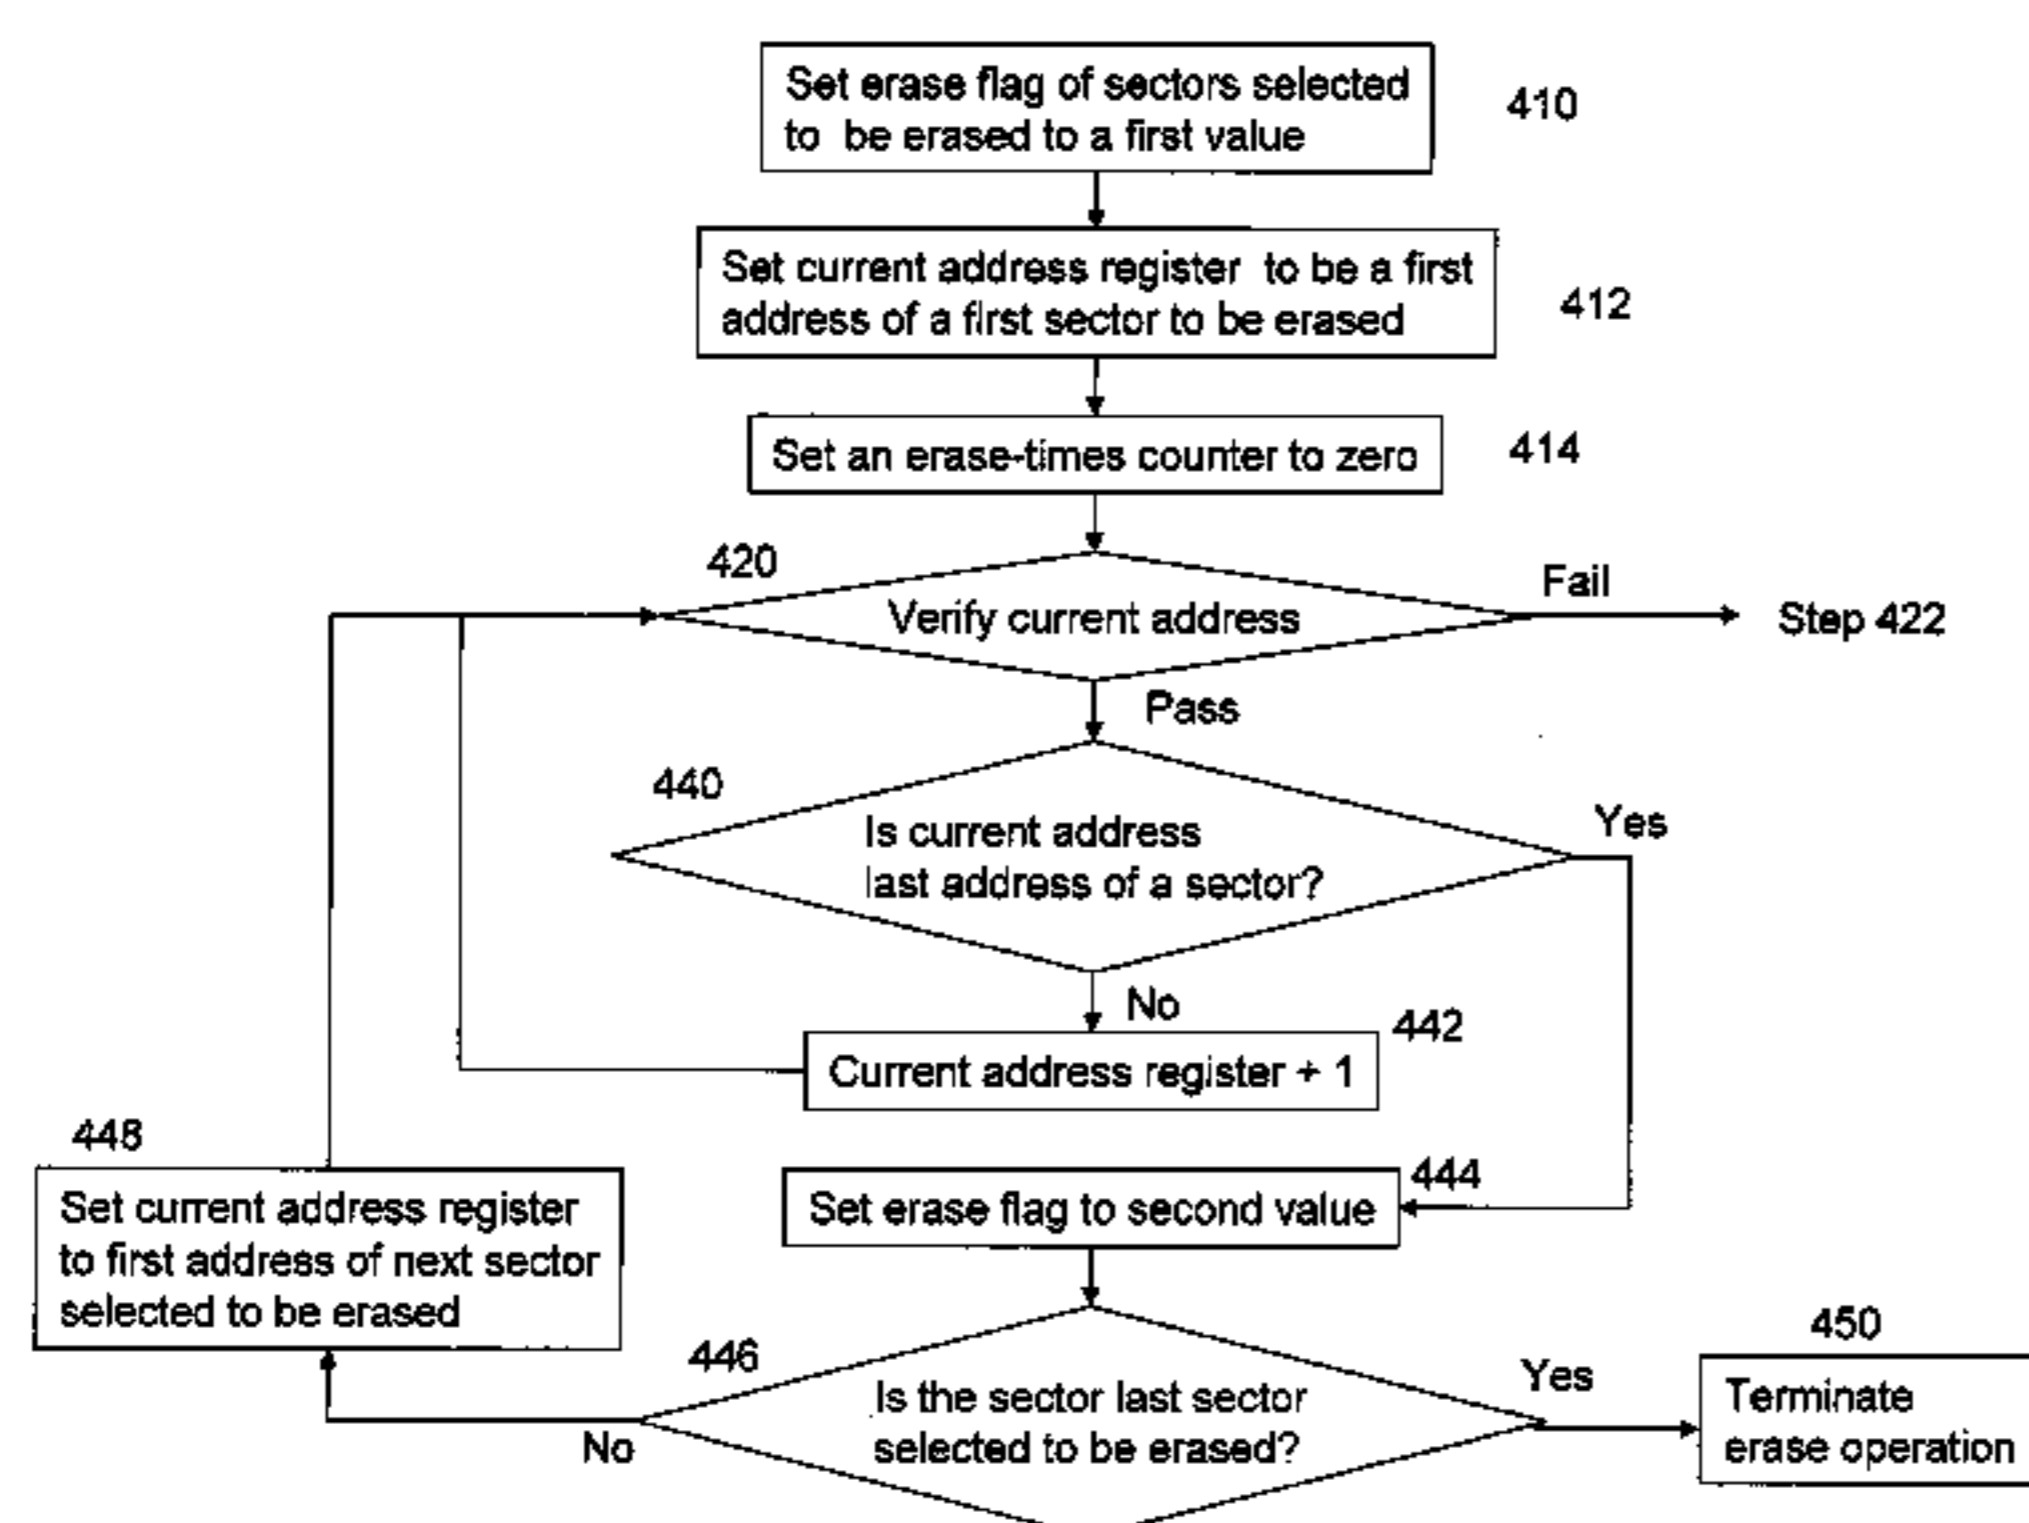 Set erase flag of sectors selected
to be erased to a first value
410
Set current address register to be a first
address of a first sector to be erased
412
Set an erase-times counter to zero
414
420
Verify current address
Fail
Step 422
Pass
440
Is current address
last address of a sector?
Yes
No
442
Current address register + 1
448
Set current address register
to first address of next sector
selected to be erased
444
Set erase flag to second value
446
Is the sector last sector
selected to be erased?
No
Yes
450
Terminate
erase operation